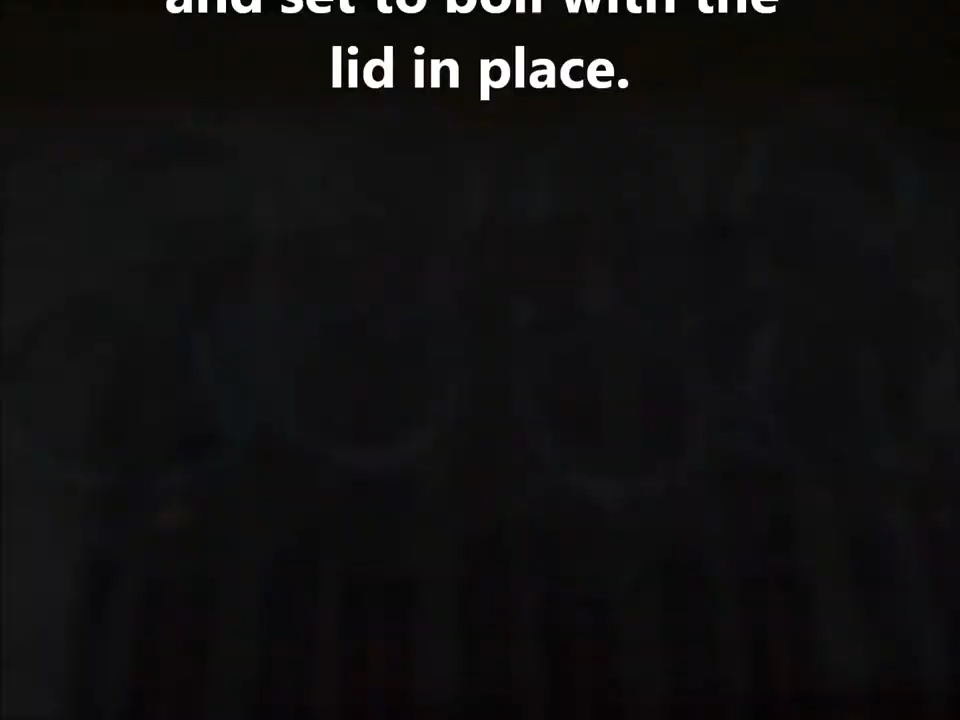 and set to boil with the
lid in place.